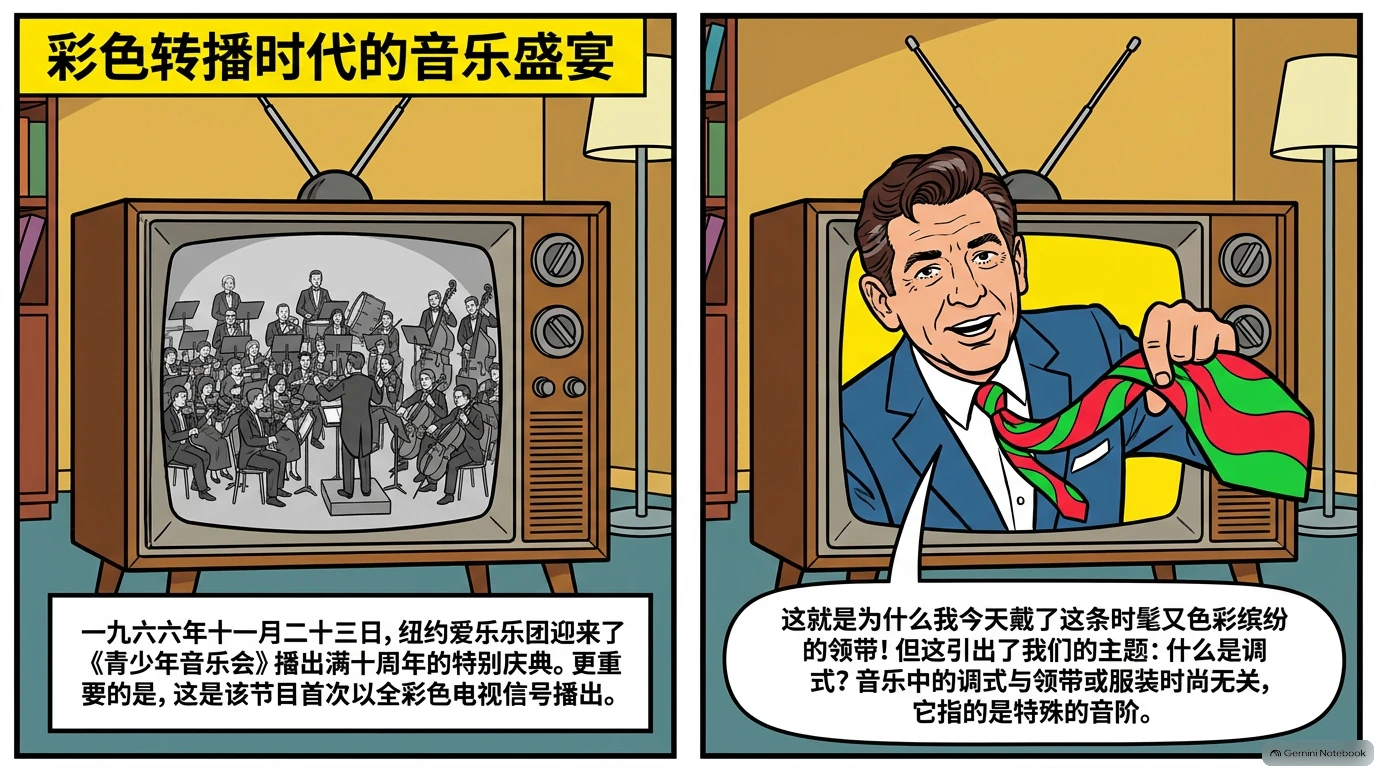 彩色转播时代的音乐盛宴
一九六六年十一月二十三日，纽约爱乐乐团迎来了
《青少年音乐会》播出满十周年的特别庆典。更重
要的是，这是该节目首次以全彩色电视信号播出。
这就是为什么我今天戴了这条时髦又色彩缤纷
的领带！但这引出了我们的主题：什么是调
式？音乐中的调式与领带或服装时尚无关，
它指的是特殊的音阶。
Gemini Notebook